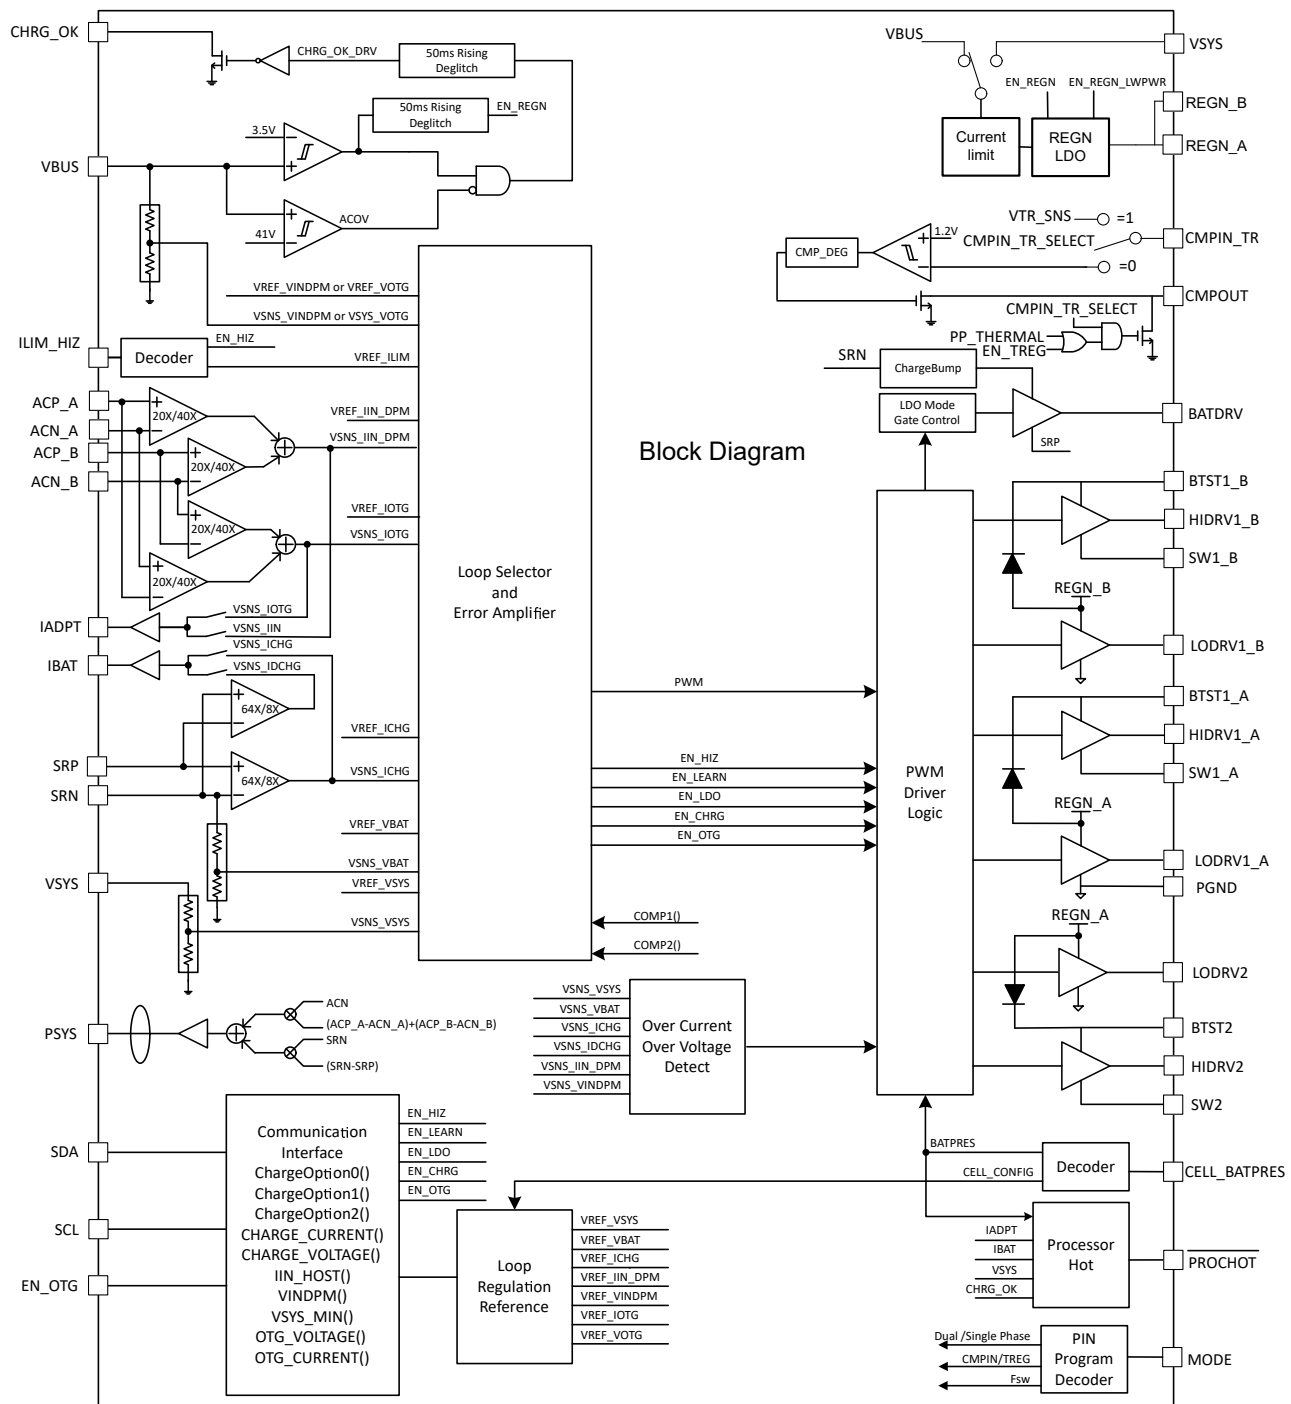 CHRG_OK
CHRG_OK_DRV
50ms Rising
Deglitch
50ms Rising
Deglitch
EN_REGN
3.5V
VBUS
ACOV
41V
VBUS
VSYS
EN_REGN
EN_REGN_LWPWR
REGN_B
Current
limit
REGN
LDO
REGN_A
VTR_SNS
=1
1.2V
CMPIN_TR_SELECT
CMPIN_TR
CMP_DEG
=0
CMPOUT
CMPIN_TR_SELECT
PP_THERMAL
EN_TREG
VREF_VINDPM or VREF_VOTG
VSNS_VINDPM or VSYS_VOTG
ILIM_HIZ
Decoder
EN_HIZ
VREF_ILIM
SRN
ChargeBump
LDO Mode
Gate Control
BATDRV
SRP
ACP_A
ACN_A
ACP_B
ACN_B
20X/40X
20X/40X
20X/40X
20X/40X
VREF_IIN_DPM
VSNS_IIN_DPM
VREF_IOTG
VSNS_IOTG
Block Diagram
Loop Selector
and
Error Amplifier
BTST1_B
HIDRV1_B
SW1_B
REGN_B
LODRV1_B
IADPT
VSNS_IOTG
VSNS_IIN
IBAT
VSNS_ICHG
VSNS_IDCHG
64X/8X
64X/8X
VREF_ICHG
VSNS_ICHG
SRP
SRN
VREF_VBAT
VSNS_VBAT
VREF_VSYS
VSYS
VSNS_VSYS
PWM
EN_HIZ
EN_LEARN
EN_LDO
EN_CHRG
EN_OTG
PWM
Driver
Logic
COMP1()
COMP2()
BTST1_A
HIDRV1_A
SW1_A
REGN_A
LODRV1_A
PGND
REGN_A
LODRV2
BTST2
HIDRV2
SW2
PSYS
ACN
(ACP_A-ACN_A)+(ACP_B-ACN_B)
SRN
(SRN-SRP)
VSNS_VSYS
VSNS_VBAT
VSNS_ICHG
VSNS_IDCHG
VSNS_IIN_DPM
VSNS_VINDPM
Over Current
Over Voltage
Detect
SDA
SCL
EN_OTG
Communication
Interface
ChargeOption0()
ChargeOption1()
ChargeOption2()
CHARGE_CURRENT()
CHARGE_VOLTAGE()
IIN_HOST()
VINDPM()
VSYS_MIN()
OTG_VOLTAGE()
OTG_CURRENT()
EN_HIZ
EN_LEARN
EN_LDO
EN_CHRG
EN_OTG
Loop
Regulation
Reference
VREF_VSYS
VREF_VBAT
VREF_ICHG
VREF_IIN_DPM
VREF_VINDPM
VREF_IOTG
VREF_VOTG
BATPRES
CELL_CONFIG
Decoder
CELL_BATPRES
IADPT
IBAT
VSYS
CHRG_OK
Processor
Hot
PROCHOT
Dual /Single Phase
CMPIN/TREG
Fsw
PIN
Program
Decoder
MODE